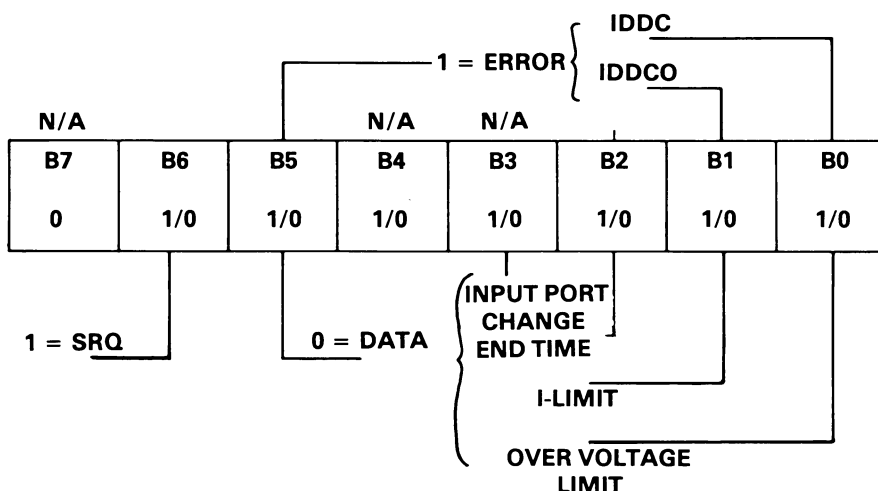 IDDC
1 = ERROR
IDDCO
N/A N/A N/A
B7 B6 B5 B4 B3 B2 B1 B0
0 1/0 1/0 1/0 1/0 1/0 1/0 1/0
INPUT PORT
CHANGE
1 = SRQ 0 = DATA END TIME
I-LIMIT
OVER VOLTAGE
LIMIT